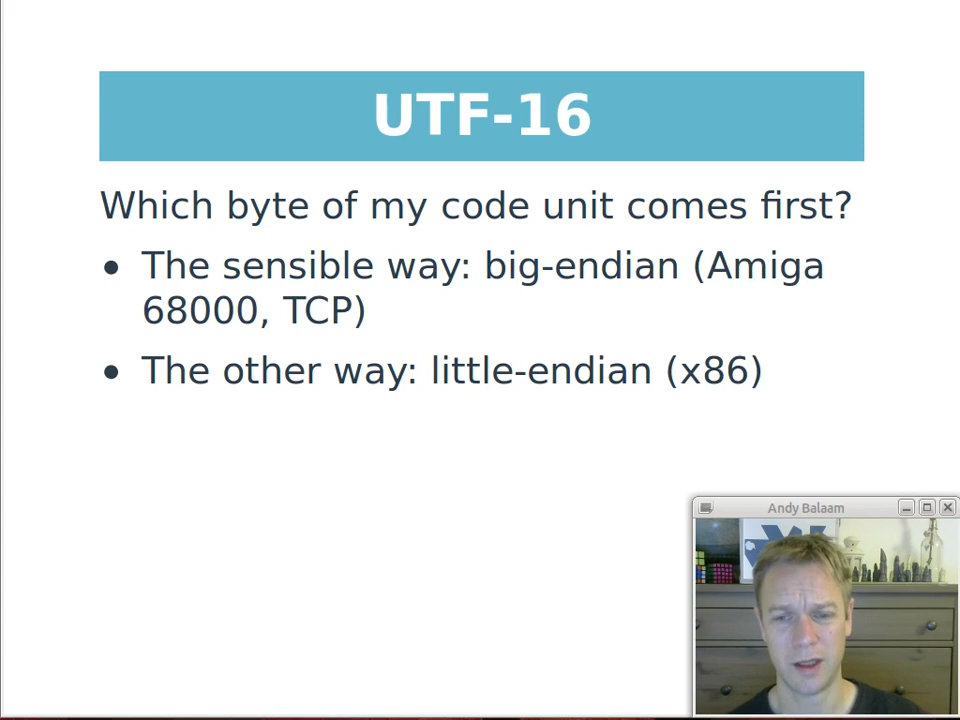 UTF-16
Which byte of my code unit comes first?
• The sensible way: big-endian (Amiga
68000, TCP)
• The other way: little-endian (x86)
Andy Balaam